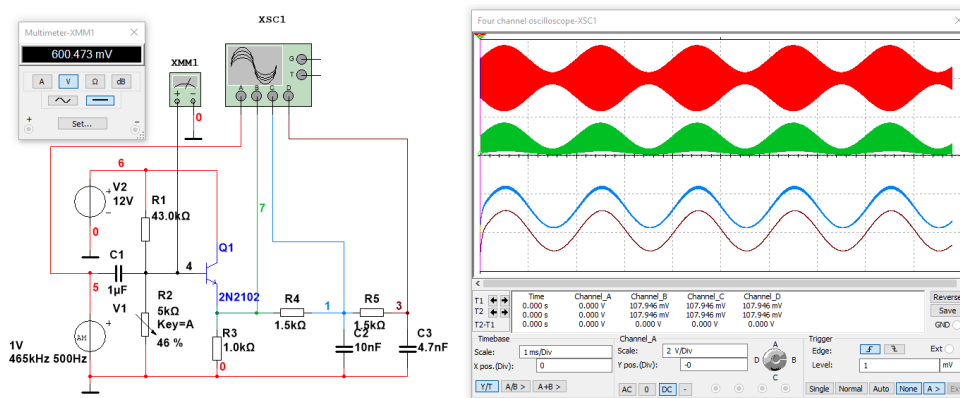 Multimeter-XMM1
600.473 mV
A
V
Ω
dB
+
Set...
-
XSC1
G
T
A
B
C
D
XMM1
+
-
0
6
V2
12V
0
R1
43.0kΩ
C1
1µF
5
4
Q1
2N2102
7
V1
R2
5kΩ
Key=A
46 %
AM
1V
465kHz 500Hz
R3
1.0kΩ
0
R4
1.5kΩ
1
R5
1.5kΩ
3
C2
10nF
C3
4.7nF
Four channel oscilloscope-XSC1
Time Channel_A Channel_B Channel_C Channel_D
T1 0.000 s 0.000 V 107.946 mV 107.946 mV 107.946 mV
T2 0.000 s 0.000 V 107.946 mV 107.946 mV 107.946 mV
T2-T1 0.000 s 0.000 V 0.000 V 0.000 V 0.000 V
Reverse
Save
GND
Timebase
Scale: 1 ms/Div
X pos.(Div): 0
Y/T A/B > A+B >
Channel_A
Scale: 2 V/Div
Y pos.(Div): -0
AC 0 DC -
A
B
C
D
Trigger
Edge:
Ext
Level: 1 mV
Single Normal Auto None A > Ext